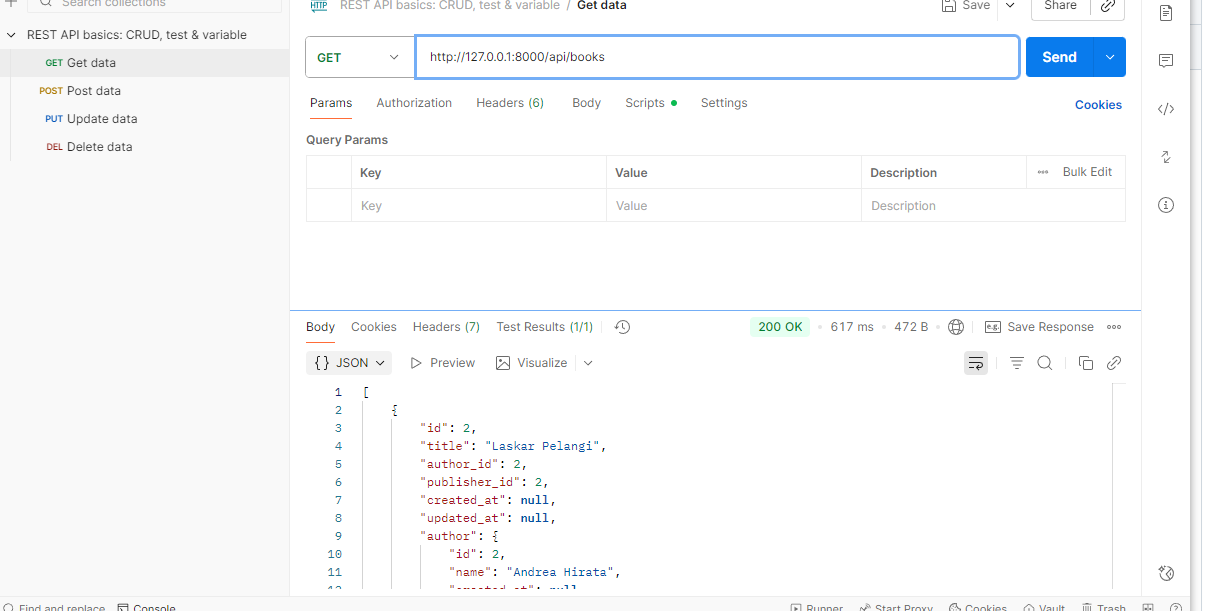 Search collections
REST API basics: CRUD, test & variable
GET Get data
POST Post data
PUT Update data
DEL Delete data
HTTP REST API basics: CRUD, test & variable / Get data
Save
Share
GET
http://127.0.0.1:8000/api/books
Send
Params Authorization Headers (6) Body Scripts Settings
Cookies
Query Params
Key Value Description ••• Bulk Edit
Key Value Description
Body Cookies Headers (7) Test Results (1/1)
200 OK • 617 ms • 472 B e.g. Save Response •••
{} JSON Preview Visualize
1 [
2 {
3 "id": 2,
4 "title": "Laskar Pelangi",
5 "author_id": 2,
6 "publisher_id": 2,
7 "created_at": null,
8 "updated_at": null,
9 "author": {
10 "id": 2,
11 "name": "Andrea Hirata",
12 "created_at": null
Find and replace Console
Runner Start Proxy Cookies Vault Trash